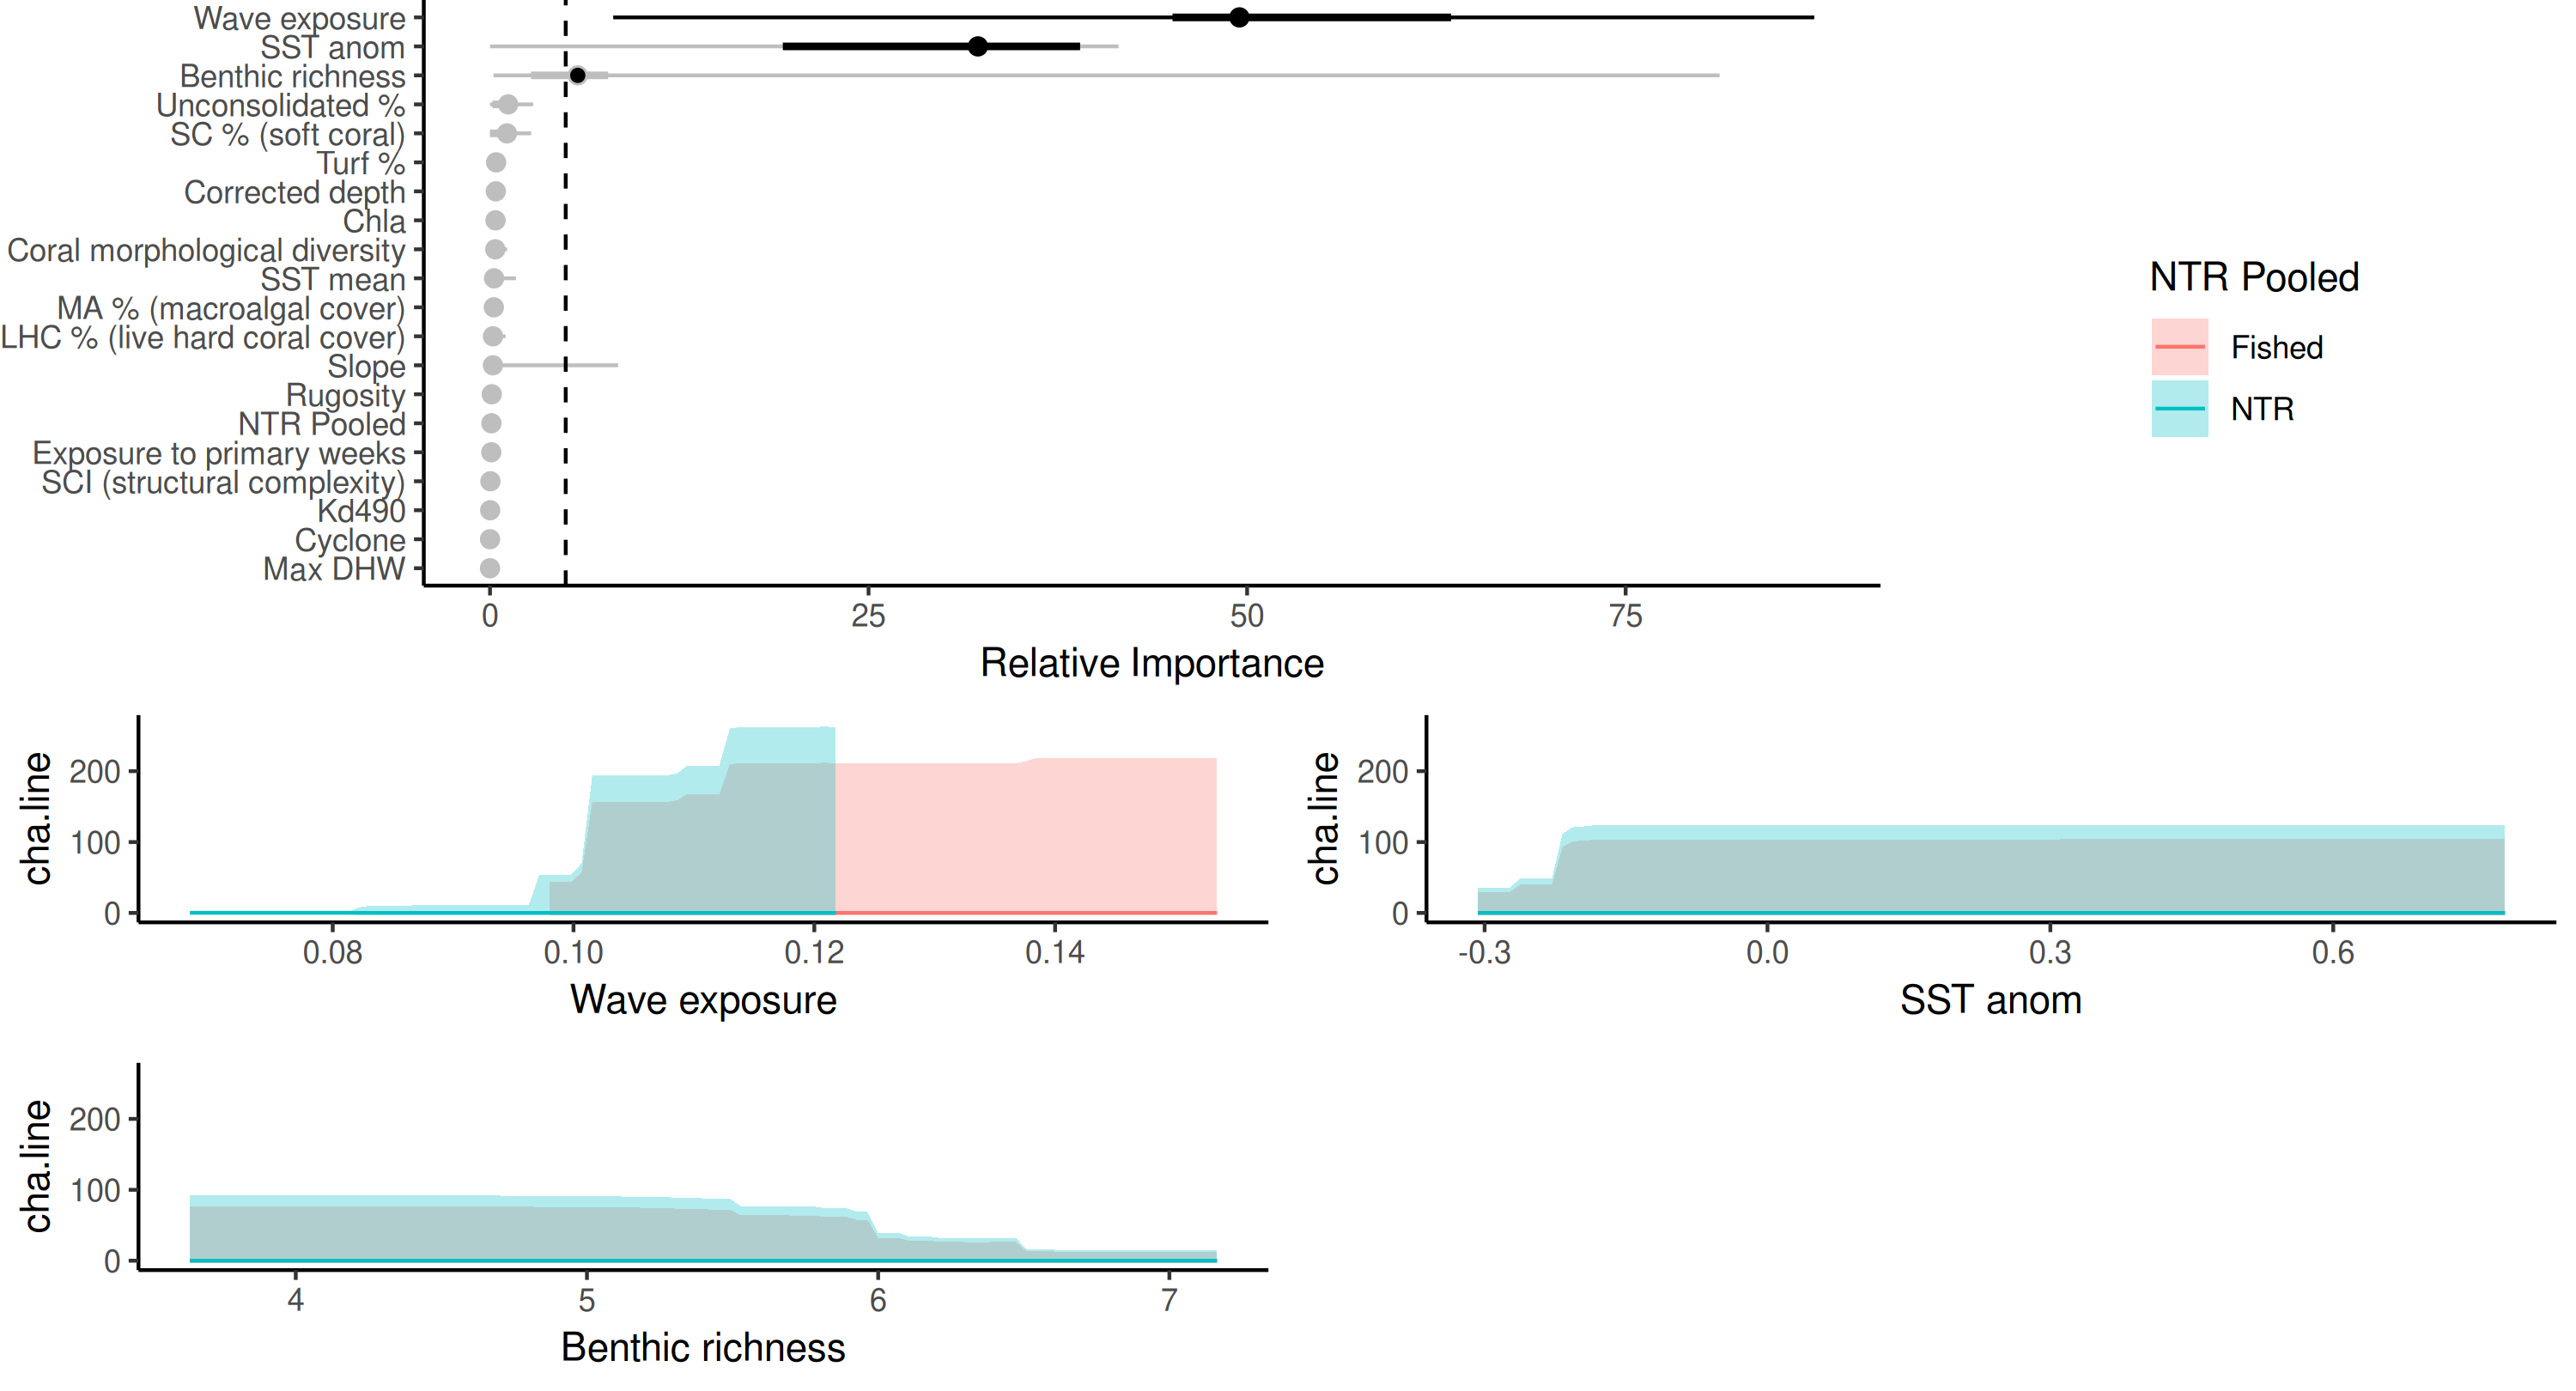 Wave exposure
SST anom
Benthic richness
Unconsolidated %
SC % (soft coral)
Turf %
Corrected depth
Chla
Coral morphological diversity
SST mean
MA % (macroalgal cover)
LHC % (live hard coral cover)
Slope
Rugosity
NTR Pooled
Exposure to primary weeks
SCI (structural complexity)
Kd490
Cyclone
Max DHW
0 25 50 75
Relative Importance
NTR Pooled
Fished
NTR
cha.line
200
100
0
0.08 0.10 0.12 0.14
Wave exposure
cha.line
200
100
0
-0.3 0.0 0.3 0.6
SST anom
cha.line
200
100
0
4 5 6 7
Benthic richness